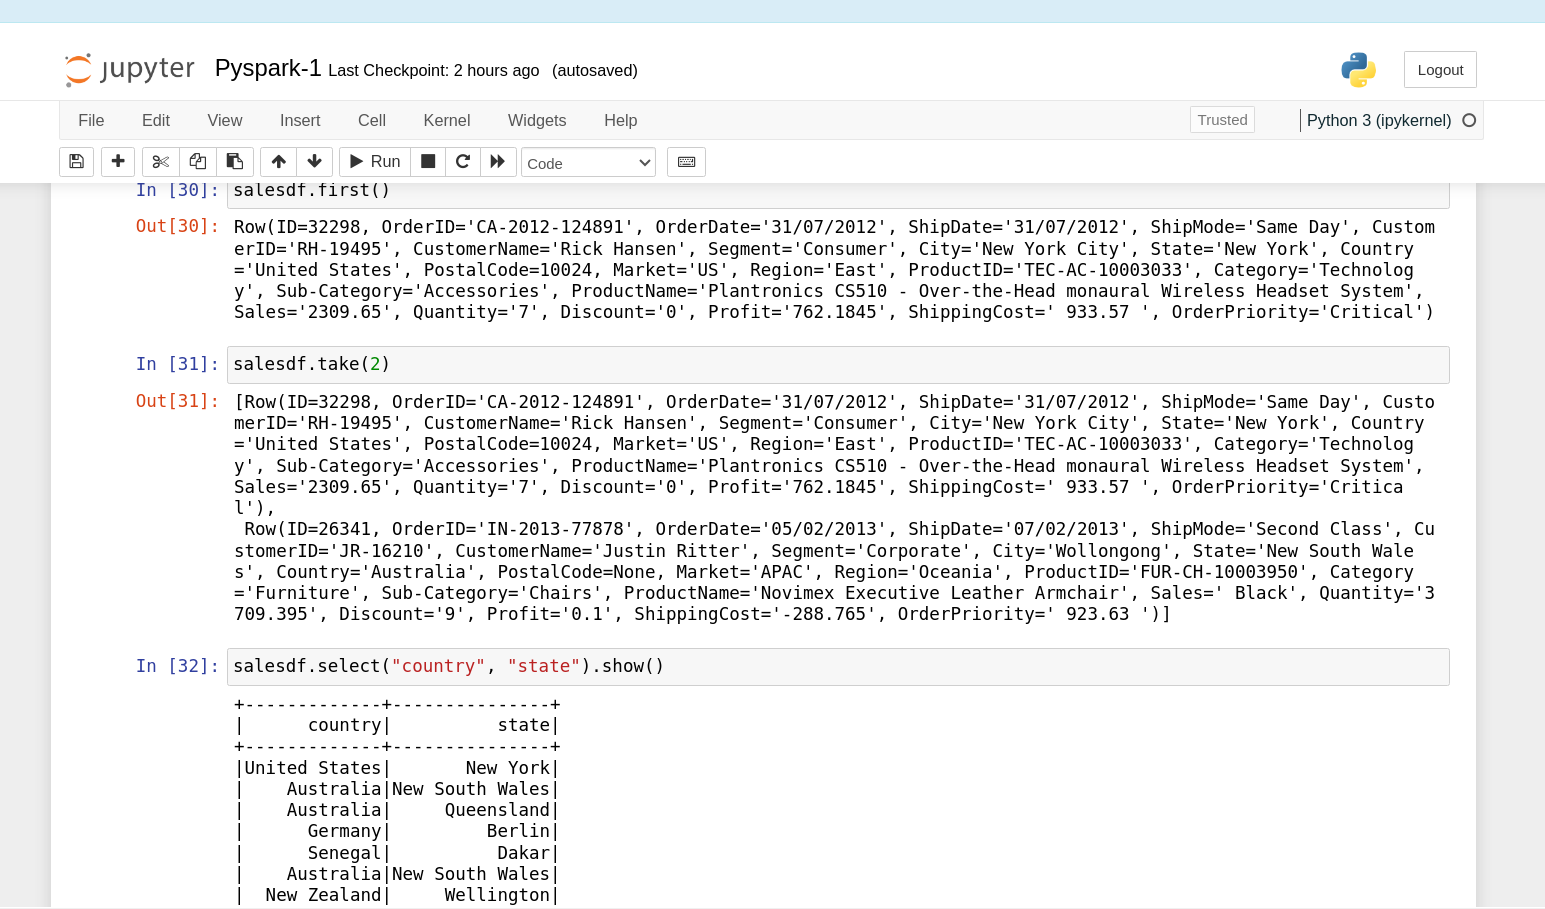 jupyter Pyspark-1 Last Checkpoint: 2 hours ago (autosaved) Logout
File Edit View Insert Cell Kernel Widgets Help Trusted Python 3 (ipykernel)
Run Code
In [30]: salesdf.first()
Out[30]: Row(ID=32298, OrderID='CA-2012-124891', OrderDate='31/07/2012', ShipDate='31/07/2012', ShipMode='Same Day', Custom
erID='RH-19495', CustomerName='Rick Hansen', Segment='Consumer', City='New York City', State='New York', Country
='United States', PostalCode=10024, Market='US', Region='East', ProductID='TEC-AC-10003033', Category='Technolog
y', Sub-Category='Accessories', ProductName='Plantronics CS510 - Over-the-Head monaural Wireless Headset System',
Sales='2309.65', Quantity='7', Discount='0', Profit='762.1845', ShippingCost=' 933.57 ', OrderPriority='Critical')
In [31]: salesdf.take(2)
Out[31]: [Row(ID=32298, OrderID='CA-2012-124891', OrderDate='31/07/2012', ShipDate='31/07/2012', ShipMode='Same Day', Custo
merID='RH-19495', CustomerName='Rick Hansen', Segment='Consumer', City='New York City', State='New York', Country
='United States', PostalCode=10024, Market='US', Region='East', ProductID='TEC-AC-10003033', Category='Technolog
y', Sub-Category='Accessories', ProductName='Plantronics CS510 - Over-the-Head monaural Wireless Headset System',
Sales='2309.65', Quantity='7', Discount='0', Profit='762.1845', ShippingCost=' 933.57 ', OrderPriority='Critica
l'),
 Row(ID=26341, OrderID='IN-2013-77878', OrderDate='05/02/2013', ShipDate='07/02/2013', ShipMode='Second Class', Cu
stomerID='JR-16210', CustomerName='Justin Ritter', Segment='Corporate', City='Wollongong', State='New South Wale
s', Country='Australia', PostalCode=None, Market='APAC', Region='Oceania', ProductID='FUR-CH-10003950', Category
='Furniture', Sub-Category='Chairs', ProductName='Novimex Executive Leather Armchair', Sales=' Black', Quantity='3
709.395', Discount='9', Profit='0.1', ShippingCost='-288.765', OrderPriority=' 923.63 ')]
In [32]: salesdf.select("country", "state").show()
+-------------+---------------+
|      country|          state|
+-------------+---------------+
|United States|       New York|
|    Australia|New South Wales|
|    Australia|     Queensland|
|      Germany|         Berlin|
|      Senegal|          Dakar|
|    Australia|New South Wales|
|  New Zealand|     Wellington|